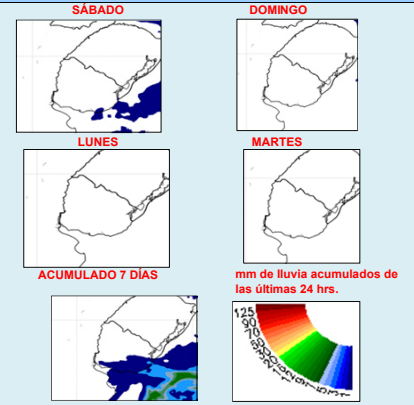 SÁBADO
DOMINGO
LUNES
MARTES
ACUMULADO 7 DÍAS
mm de lluvia acumulados de
las últimas 24 hrs.
125
90
70